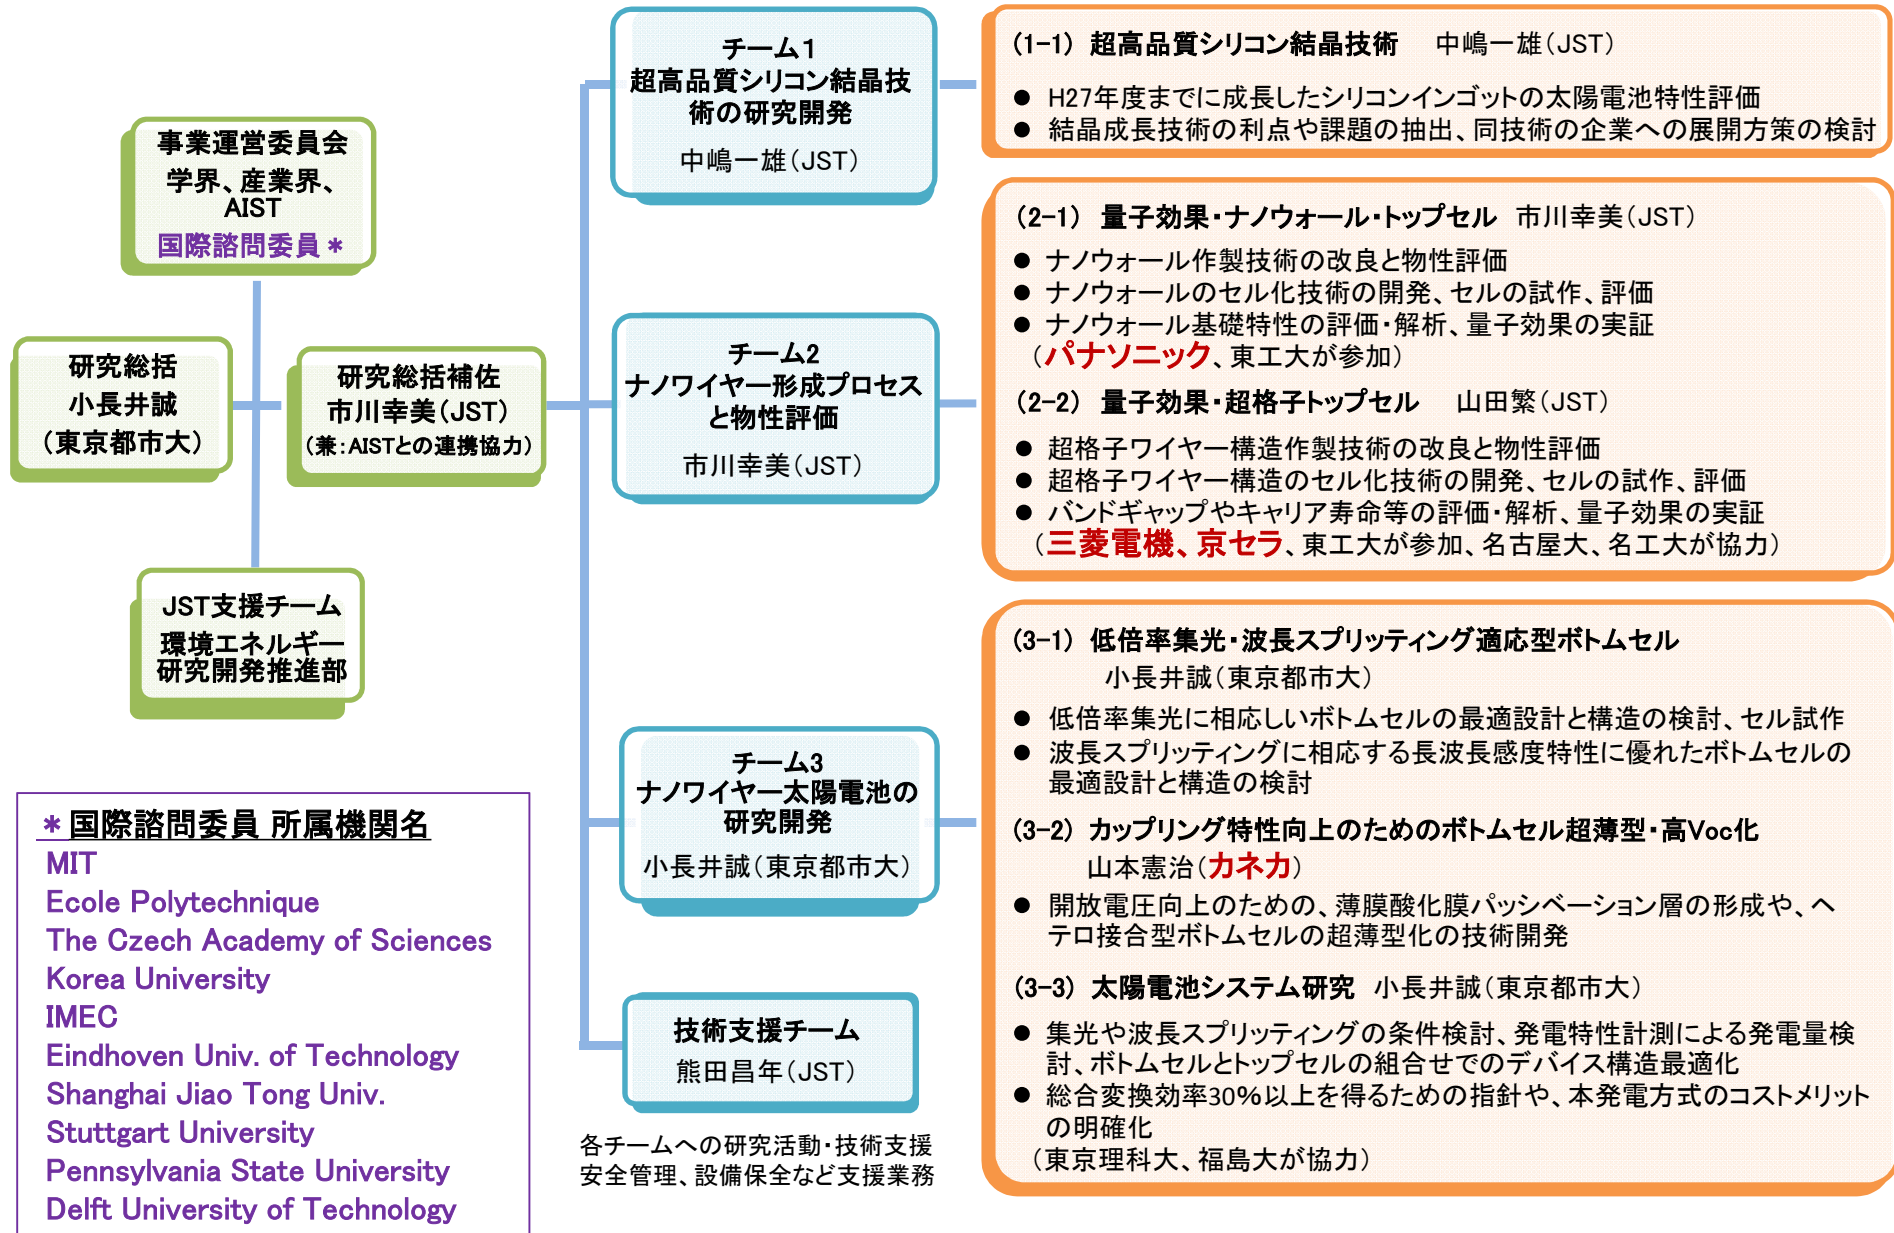 事業運営委員会
学界、産業界、
AIST
国際諮問委員＊
研究総括
小長井誠
（東京都市大）
研究総括補佐
市川幸美（JST）
（兼：AISTとの連携協力）
JST支援チーム
環境エネルギー
研究開発推進部
＊国際諮問委員 所属機関名
MIT
Ecole Polytechnique
The Czech Academy of Sciences
Korea University
IMEC
Eindhoven Univ. of Technology
Shanghai Jiao Tong Univ.
Stuttgart University
Pennsylvania State University
Delft University of Technology
チーム１
超高品質シリコン結晶技
術の研究開発
中嶋一雄（JST）
チーム2
ナノワイヤー形成プロセス
と物性評価
市川幸美（JST）
チーム3
ナノワイヤー太陽電池の
研究開発
小長井誠（東京都市大）
技術支援チーム
熊田昌年（JST）
各チームへの研究活動・技術支援
安全管理、設備保全など支援業務
（1-1） 超高品質シリコン結晶技術　中嶋一雄（JST）
● H27年度までに成長したシリコンインゴットの太陽電池特性評価
● 結晶成長技術の利点や課題の抽出、同技術の企業への展開方策の検討
（2-1） 量子効果・ナノウォール・トップセル　市川幸美（JST）
● ナノウォール作製技術の改良と物性評価
● ナノウォールのセル化技術の開発、セルの試作、評価
● ナノウォール基礎特性の評価・解析、量子効果の実証
（パナソニック、東工大が参加）
（2-2） 量子効果・超格子トップセル　山田繁（JST）
● 超格子ワイヤー構造作製技術の改良と物性評価
● 超格子ワイヤー構造のセル化技術の開発、セルの試作、評価
● バンドギャップやキャリア寿命等の評価・解析、量子効果の実証
（三菱電機、京セラ、東工大が参加、名古屋大、名工大が協力）
（3-1） 低倍率集光・波長スプリッティング適応型ボトムセル
小長井誠（東京都市大）
● 低倍率集光に相応しいボトムセルの最適設計と構造の検討、セル試作
● 波長スプリッティングに相応する長波長感度特性に優れたボトムセルの
最適設計と構造の検討
（3-2） カップリング特性向上のためのボトムセル超薄型・高Voc化
山本憲治（カネカ）
● 開放電圧向上のための、薄膜酸化膜パッシベーション層の形成や、ヘ
テロ接合型ボトムセルの超薄型化の技術開発
（3-3） 太陽電池システム研究　小長井誠（東京都市大）
● 集光や波長スプリッティングの条件検討、発電特性計測による発電量検
討、ボトムセルとトップセルの組合せでのデバイス構造最適化
● 総合変換効率30%以上を得るための指針や、本発電方式のコストメリット
の明確化
（東京理科大、福島大が協力）